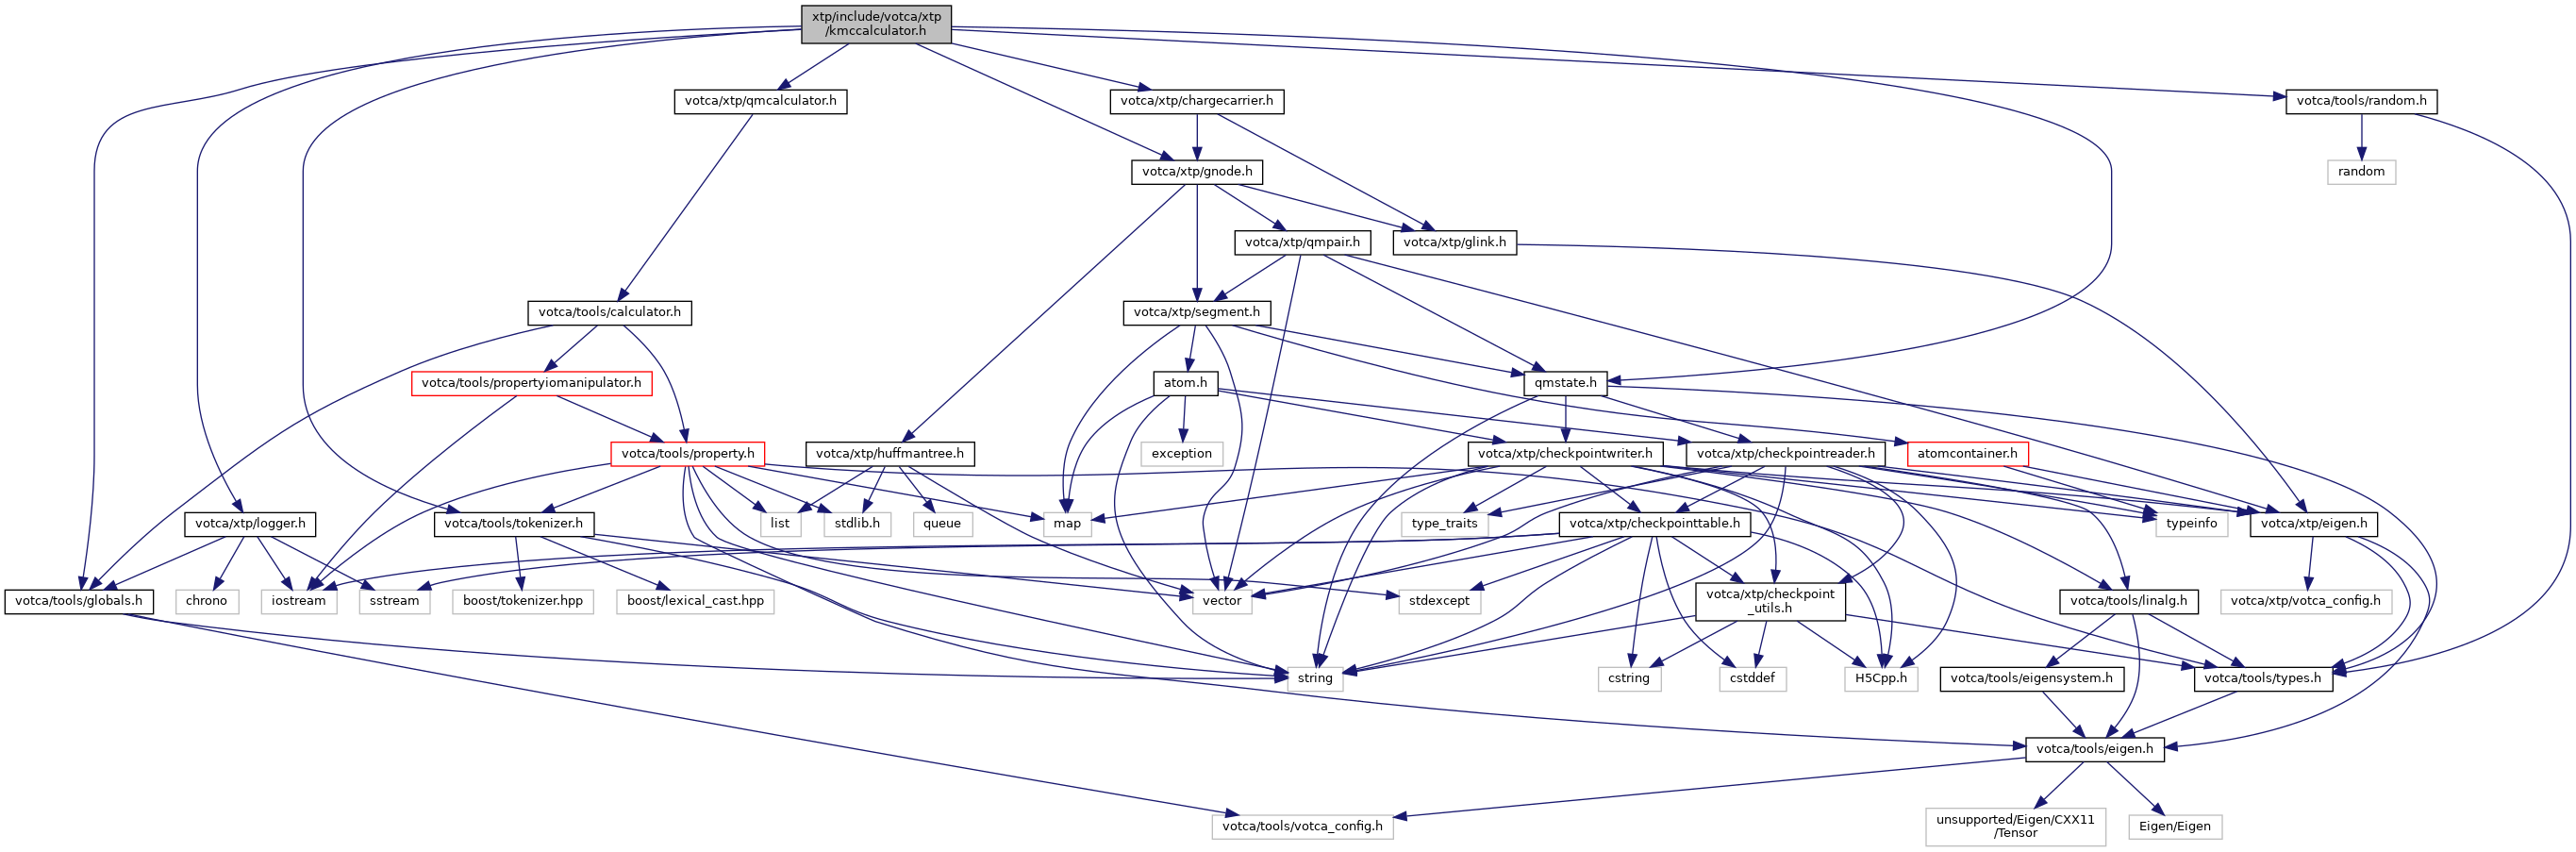 xtp/include/votca/xtp
/kmccalculator.h
votca/xtp/qmcalculator.h
votca/xtp/chargecarrier.h
votca/tools/random.h
votca/xtp/gnode.h
random
votca/xtp/qmpair.h
votca/xtp/glink.h
votca/tools/calculator.h
votca/xtp/segment.h
votca/tools/propertyiomanipulator.h
atom.h
qmstate.h
votca/tools/property.h
votca/xtp/huffmantree.h
exception
votca/xtp/checkpointwriter.h
votca/xtp/checkpointreader.h
atomcontainer.h
votca/xtp/logger.h
votca/tools/tokenizer.h
list
stdlib.h
queue
map
type_traits
votca/xtp/checkpointtable.h
typeinfo
votca/xtp/eigen.h
votca/tools/globals.h
chrono
iostream
sstream
boost/tokenizer.hpp
boost/lexical_cast.hpp
vector
stdexcept
votca/xtp/checkpoint
_utils.h
votca/tools/linalg.h
votca/xtp/votca_config.h
string
cstring
cstddef
H5Cpp.h
votca/tools/eigensystem.h
votca/tools/types.h
votca/tools/eigen.h
votca/tools/votca_config.h
unsupported/Eigen/CXX11
/Tensor
Eigen/Eigen